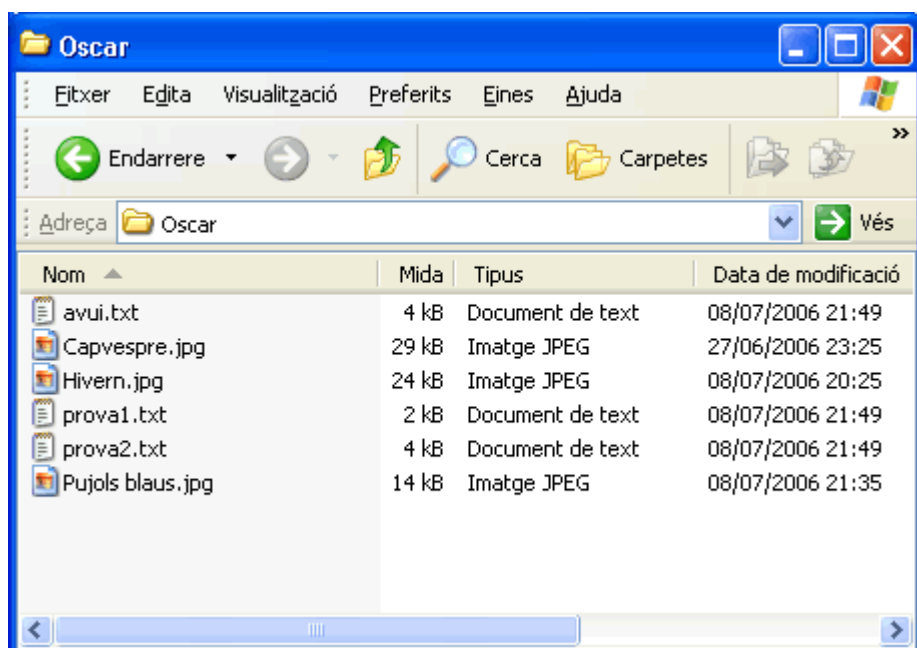 Oscar
Fitxer Edita Visualització Preferits Eines Ajuda
Endarrere Cerca Carpetes »
Adreça Oscar Vés
Nom Mida Tipus Data de modificació
avui.txt 4 kB Document de text 08/07/2006 21:49
Capvespre.jpg 29 kB Imatge JPEG 27/06/2006 23:25
Hivern.jpg 24 kB Imatge JPEG 08/07/2006 20:25
prova1.txt 2 kB Document de text 08/07/2006 21:49
prova2.txt 4 kB Document de text 08/07/2006 21:49
Pujols blaus.jpg 14 kB Imatge JPEG 08/07/2006 21:35